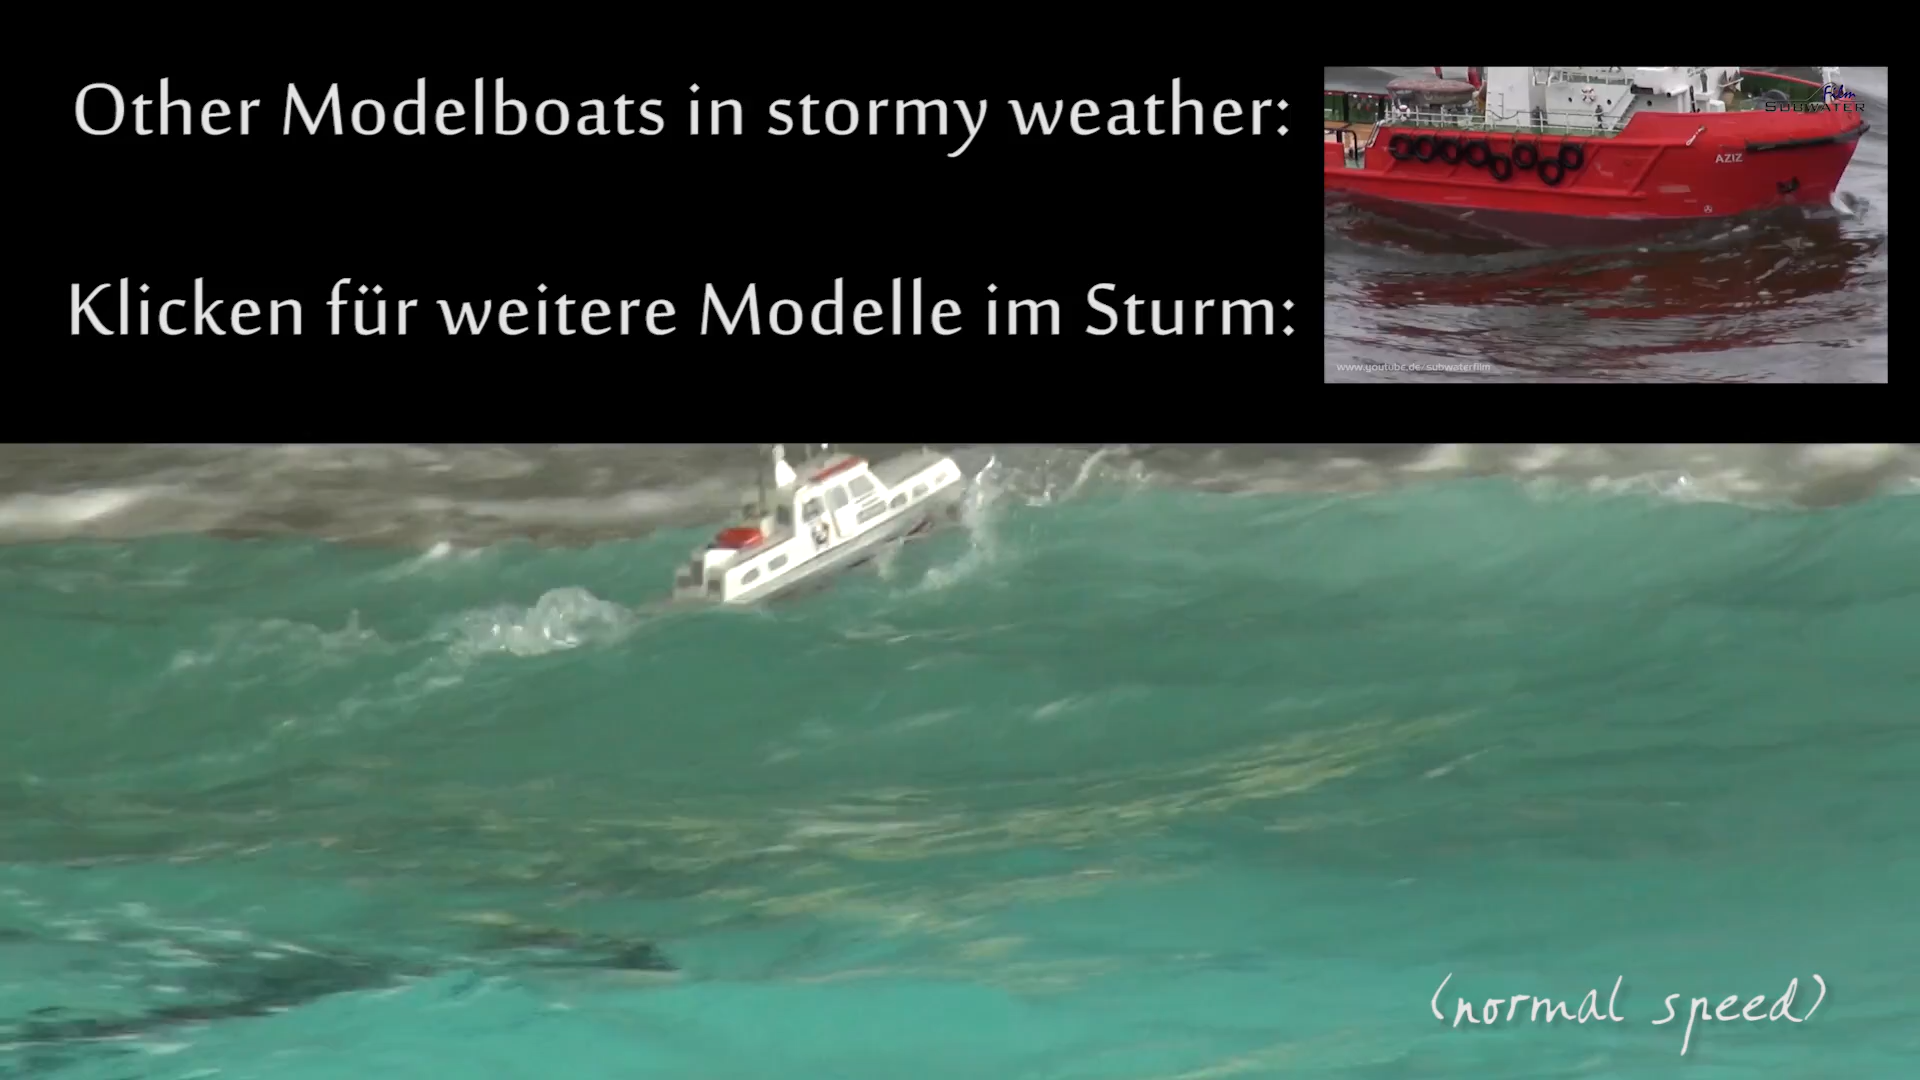 Other Modelboats in stormy weather:
Film
SUBWATER
AZIZ
Klicken für weitere Modelle im Sturm:
www.youtube.de/subwaterfilm
(normal speed)